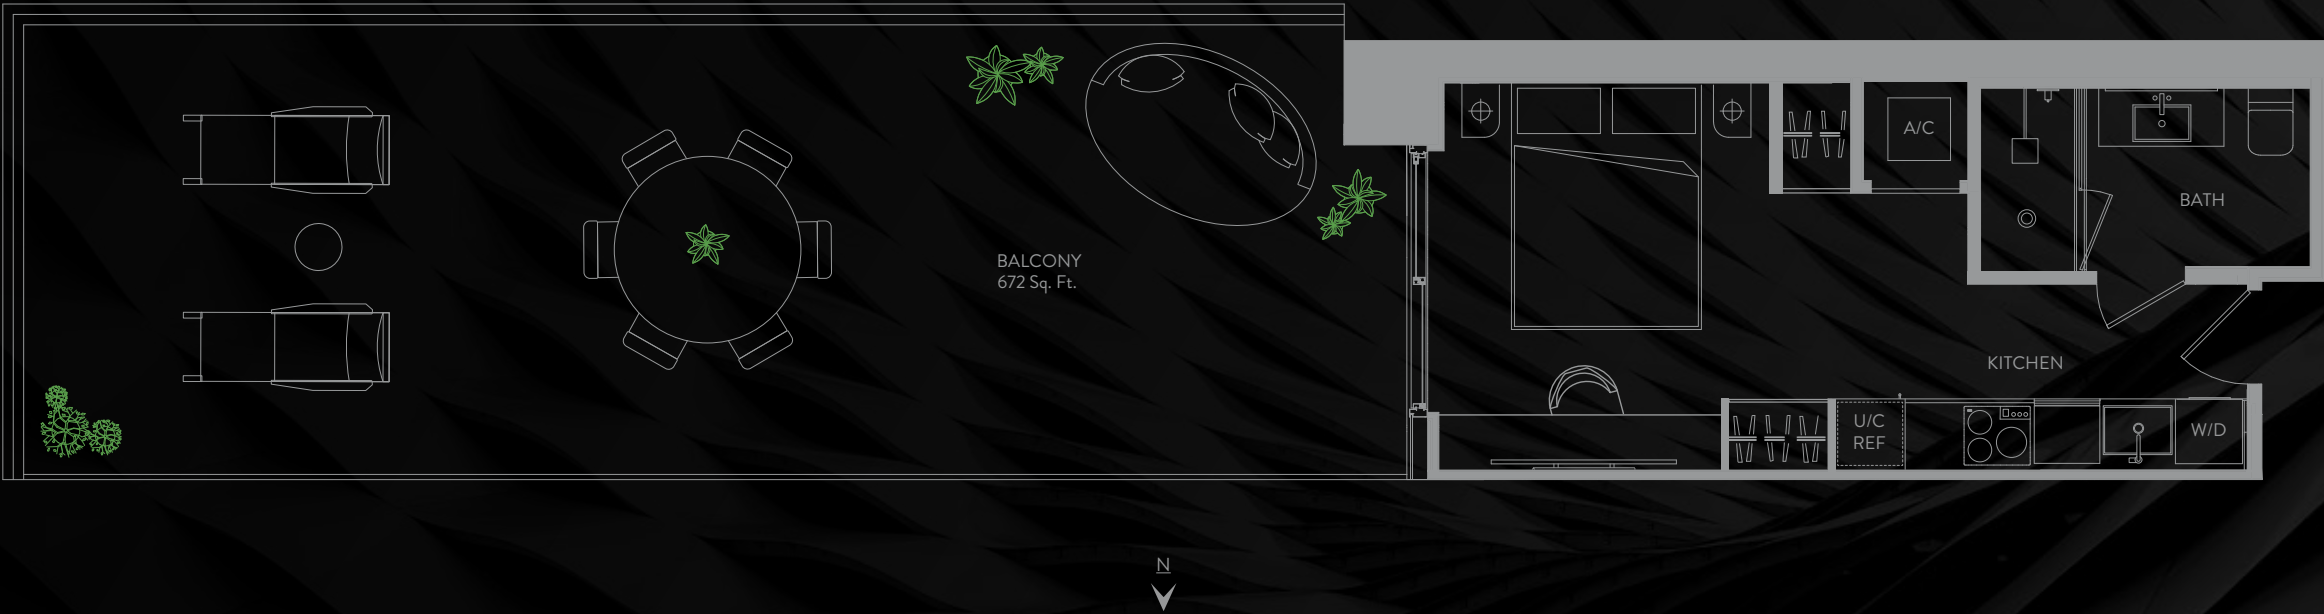 A/C
BATH
BALCONY
672 Sq. Ft.
KITCHEN
U/C
REF
W/D
N